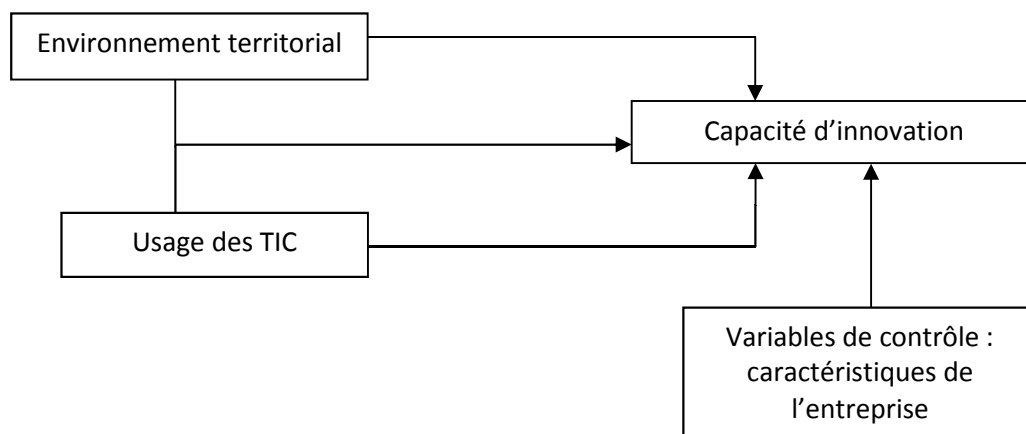 Environnement territorial
Capacité d’innovation
Usage des TIC
Variables de contrôle :
caractéristiques de
l’entreprise